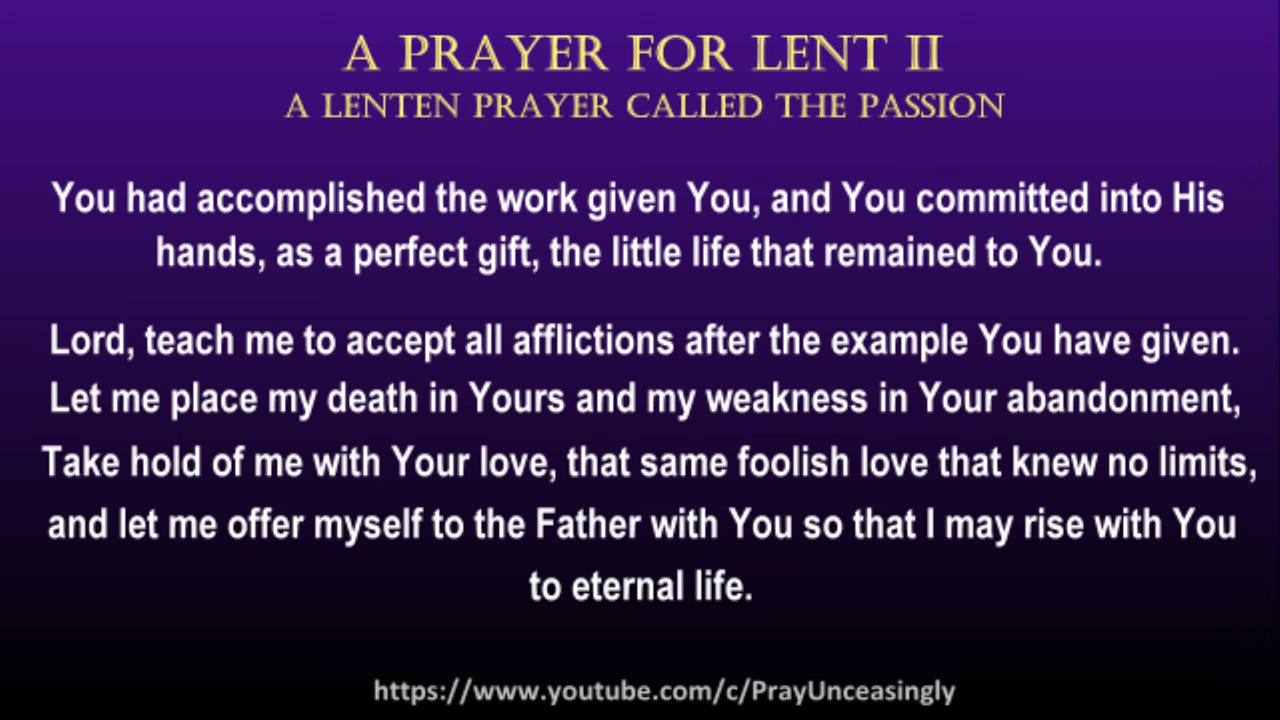 A PRAYER FOR LENT II
A LENTEN PRAYER CALLED THE PASSION
You had accomplished the work given You, and You committed into His
hands, as a perfect gift, the little life that remained to You.
Lord, teach me to accept all afflictions after the example You have given.
Let me place my death in Yours and my weakness in Your abandonment,
Take hold of me with Your love, that same foolish love that knew no limits,
and let me offer myself to the Father with You so that I may rise with You
to eternal life.
https://www.youtube.com/c/PrayUnceasingly